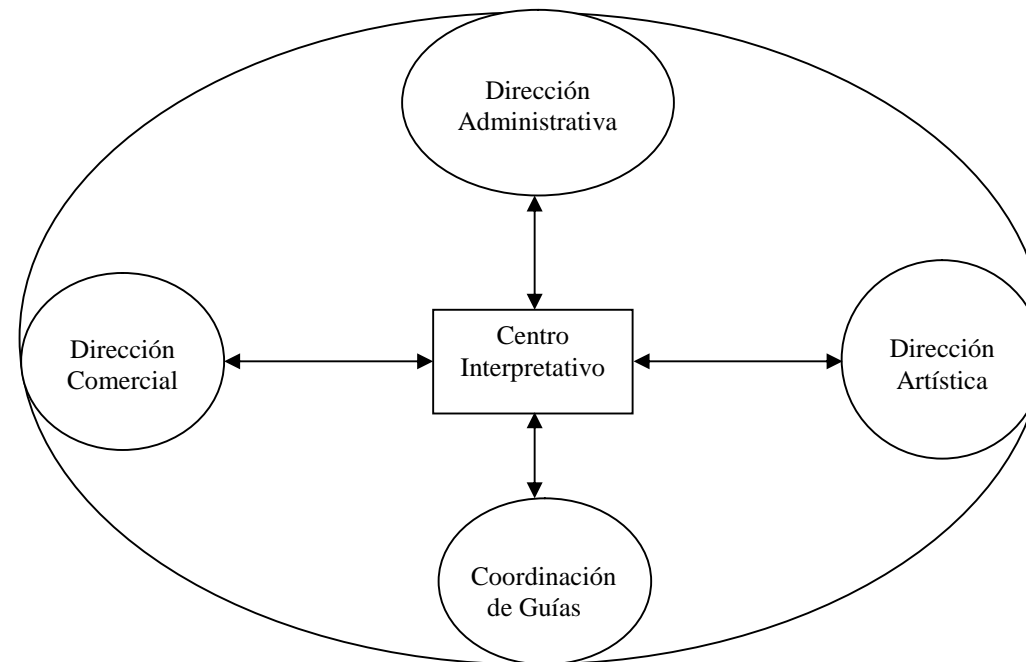 Dirección
Administrativa
Centro
Interpretativo
Dirección
Comercial
Dirección
Artística
Coordinación
de Guías